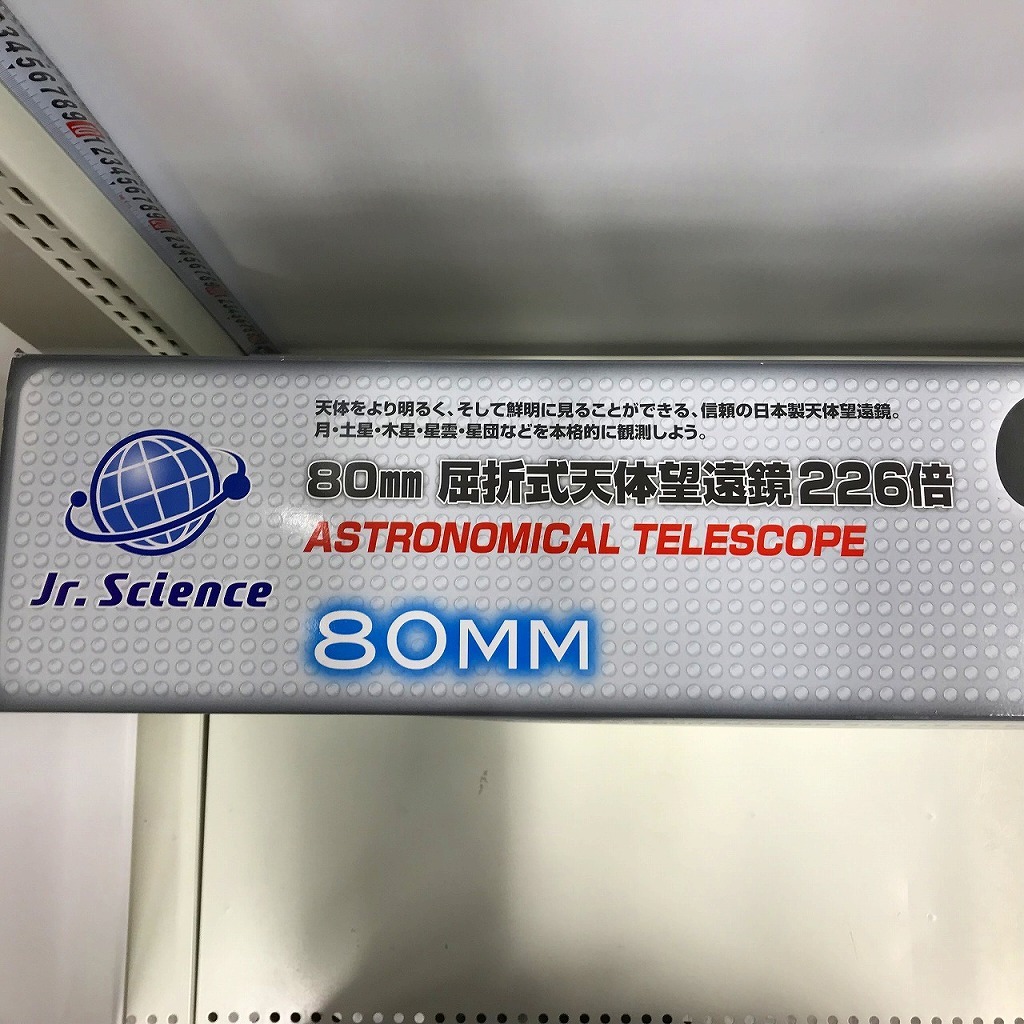 天体をより明るく、そして鮮明に見ることができる、信頼の日本製天体望遠鏡。
月・土星・木星・星雲・星団などを本格的に観測しよう。
80mm 屈折式天体望遠鏡226倍
ASTRONOMICAL TELESCOPE
Jr. Science
80MM